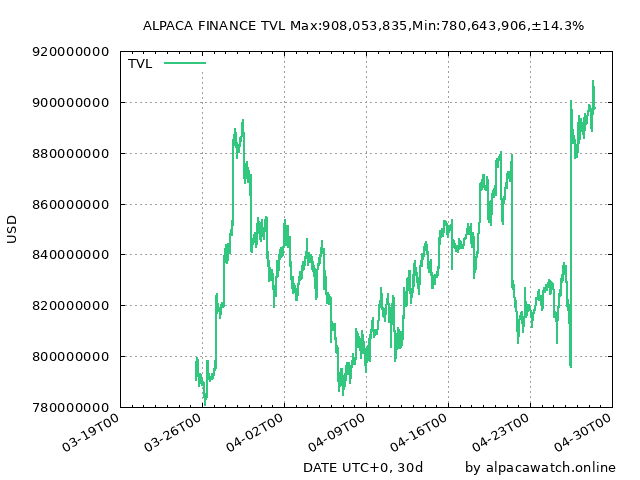 ALPACA FINANCE TVL Max:908,053,835,Min:780,643,906,±14.3%
920000000
TVL
900000000
880000000
860000000
840000000
820000000
800000000
780000000
USD
03-19T00
03-26T00
04-02T00
04-09T00
04-16T00
04-23T00
04-30T00
DATE UTC+0, 30d
by alpacawatch.online